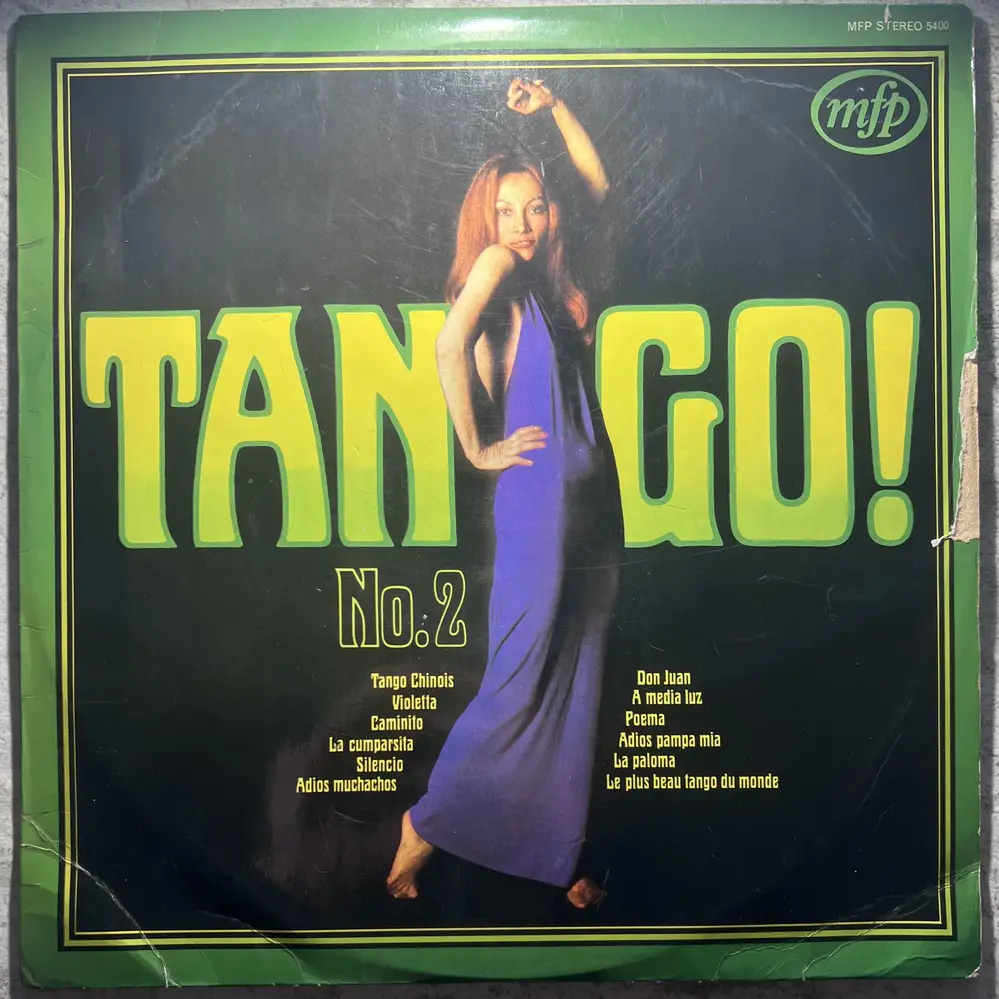 MFP STEREO 5400
mfp
TANGO!
No.2
Tango Chinois
Violetta
Caminito
La cumparsita
Silencio
Adios muchachos
Don Juan
A media luz
Poema
Adios pampa mia
La paloma
Le plus beau tango du monde